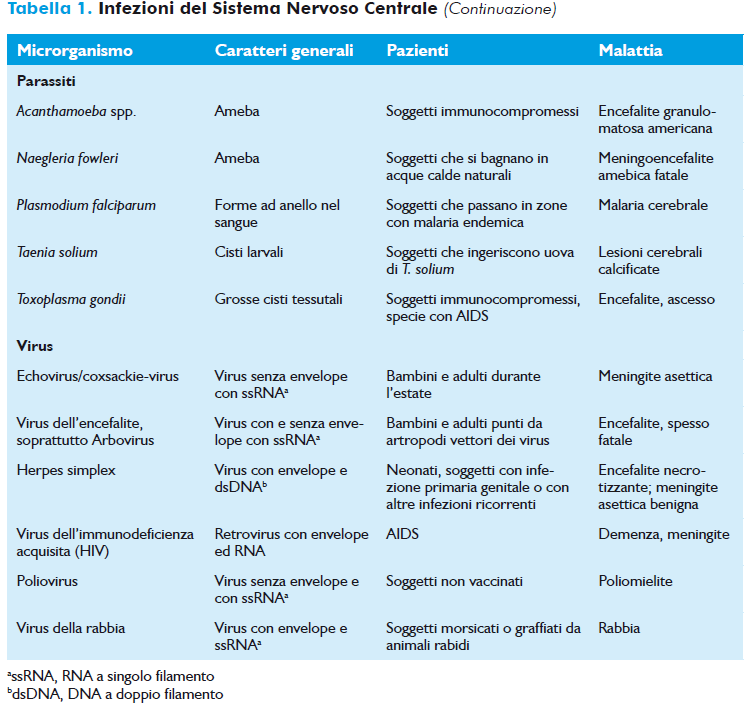 Tabella 1. Infezioni del Sistema Nervoso Centrale (Continuazione)
Microrganismo Caratteri generali Pazienti Malattia
Parassiti
Acanthamoeba spp. Ameba Soggetti immunocompromessi Encefalite granulo-
matosa americana
Naegleria fowleri Ameba Soggetti che si bagnano in Meningoencefalite
acque calde naturali amebica fatale
Plasmodium falciparum Forme ad anello nel Soggetti che passano in zone Malaria cerebrale
sangue con malaria endemica
Taenia solium Cisti larvali Soggetti che ingeriscono uova Lesioni cerebrali
di T. solium calcificate
Toxoplasma gondii Grosse cisti tessutali Soggetti immunocompromessi, Encefalite, ascesso
specie con AIDS
Virus
Echovirus/coxsackie-virus Virus senza envelope Bambini e adulti durante Meningite asettica
con ssRNAᵃ l'estate
Virus dell'encefalite, Virus con e senza enve- Bambini e adulti punti da Encefalite, spesso
soprattutto Arbovirus lope con ssRNAᵃ artropodi vettori dei virus fatale
Herpes simplex Virus con envelope e Neonati, soggetti con infe- Encefalite necro-
dsDNAᵇ zione primaria genitale o con tizzante; meningite
altre infezioni ricorrenti asettica benigna
Virus dell'immunodeficienza Retrovirus con envelope AIDS Demenza, meningite
acquisita (HIV) ed RNA
Poliovirus Virus senza envelope e Soggetti non vaccinati Poliomielite
con ssRNAᵃ
Virus della rabbia Virus con envelope e Soggetti morsicati o graffiati da Rabbia
ssRNAᵃ animali rabidi
ᵃssRNA, RNA a singolo filamento
ᵇdsDNA, DNA a doppio filamento